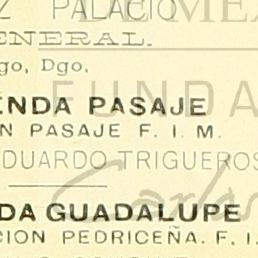 PALACIO
ENERAL.
go, Dgo,
ENDA PASAJE
N PASAJE F. I. M.
DUARDO TRIGUEROS
DA GUADALUPE
CION PEDRICEÑA. F. I.